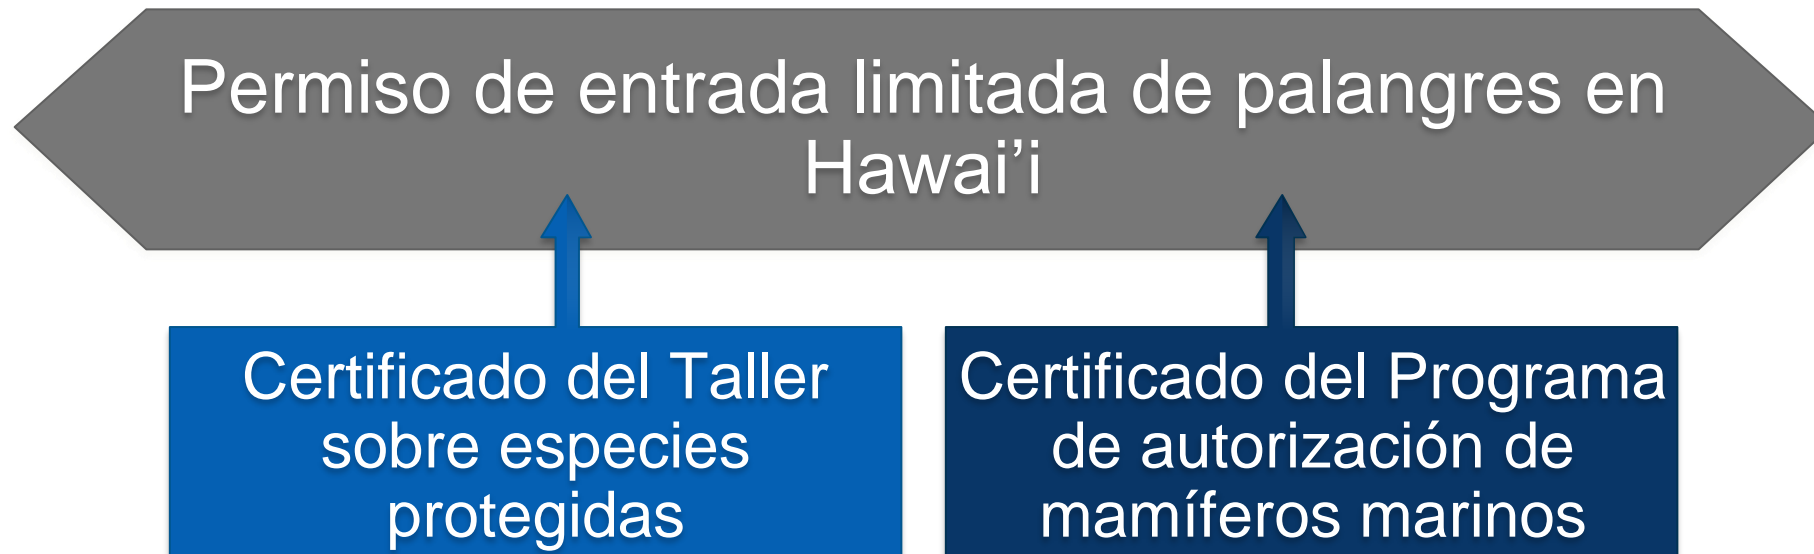 Permiso de entrada limitada de palangres en
Hawai’i
Certificado del Taller
sobre especies
protegidas
Certificado del Programa
de autorización de
mamíferos marinos